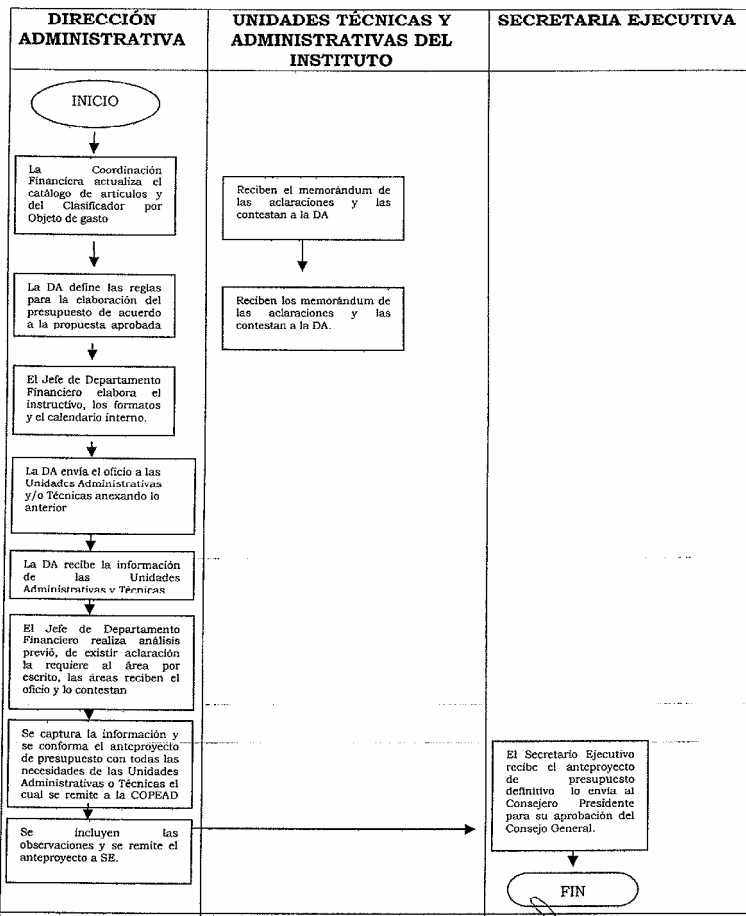 DIRECCIÓN
ADMINISTRATIVA
UNIDADES TÉCNICAS Y
ADMINISTRATIVAS DEL
INSTITUTO
SECRETARIA EJECUTIVA
INICIO
La Coordinación
Financiera actualiza el
catálogo de artículos y
del Clasificador por
Objeto de gasto
La DA define las reglas
para la elaboración del
presupuesto de acuerdo
a la propuesta aprobada
El Jefe de Departamento
Financiero elabora el
instructivo, los formatos
y el calendario interno.
La DA envía el oficio a las
Unidades Administrativas
y/o Técnicas anexando lo
anterior
La DA recibe la información
de las Unidades
Administrativas y Técnicas
El Jefe de Departamento
Financiero realiza análisis
previó, de existir aclaración
la requiere al área por
escrito, las áreas reciben el
oficio y lo contestan
Se captura la información y
se conforma el anteproyecto
de presupuesto con todas las
necesidades de las Unidades
Administrativas o Técnicas el
cual se remite a la COPEAD
Se incluyen las
observaciones y se remite el
anteproyecto a SE.
Reciben el memorándum de
las aclaraciones y las
contestan a la DA
Reciben los memorándum de
las aclaraciones y las
contestan a la DA.
El Secretario Ejecutivo
recibe el anteproyecto
de presupuesto
definitivo lo envía al
Consejero Presidente
para su aprobación del
Consejo General.
FIN